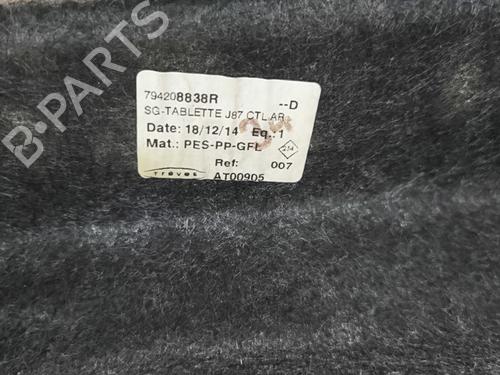 794208838R --D
SG-TABLETTE J87 CTL.AR
Date: 18/12/14 Eq.: 1
Mat.: PES-PP-GFL
Ref: 007
treves AT00905
B-PARTS